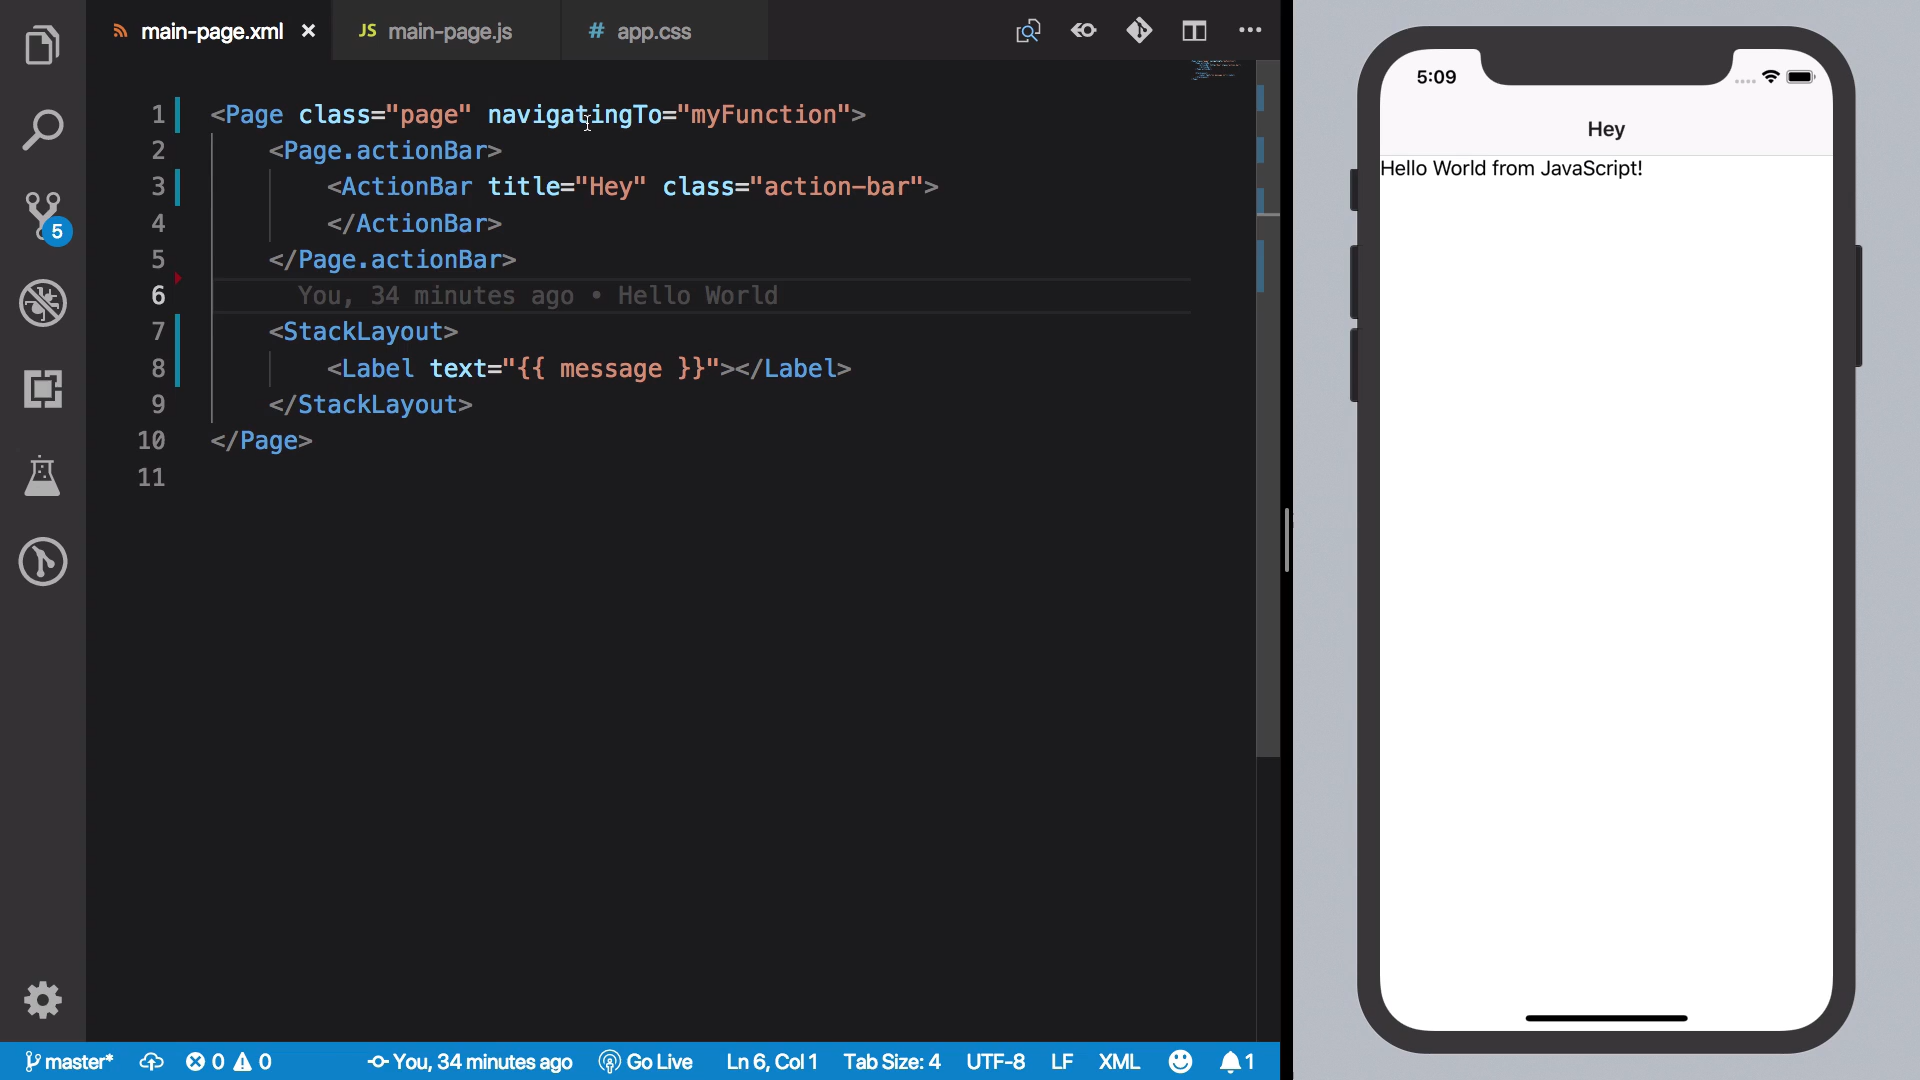 main-page.xml × JS main-page.js # app.css
1 <Page class="page" navigatingTo="myFunction">
2 <Page.actionBar>
3 <ActionBar title="Hey" class="action-bar">
4 </ActionBar>
5 </Page.actionBar>
6 You, 34 minutes ago • Hello World
7 <StackLayout>
8 <Label text="{{ message }}"></Label>
9 </StackLayout>
10 </Page>
11
5
master* 0 0 You, 34 minutes ago Go Live Ln 6, Col 1 Tab Size: 4 UTF-8 LF XML 1
5:09
Hey
Hello World from JavaScript!